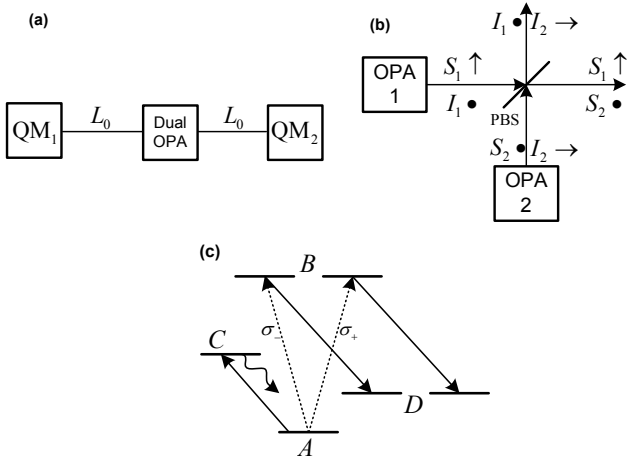 (a)
QM₁
L₀
Dual
OPA
L₀
QM₂
(b)
I₁ • I₂ →
OPA
1
S₁ ↑
I₁ •
PBS
S₁ ↑
S₂ •
S₂ • I₂ →
OPA
2
(c)
B
σ₋
σ₊
C
D
A